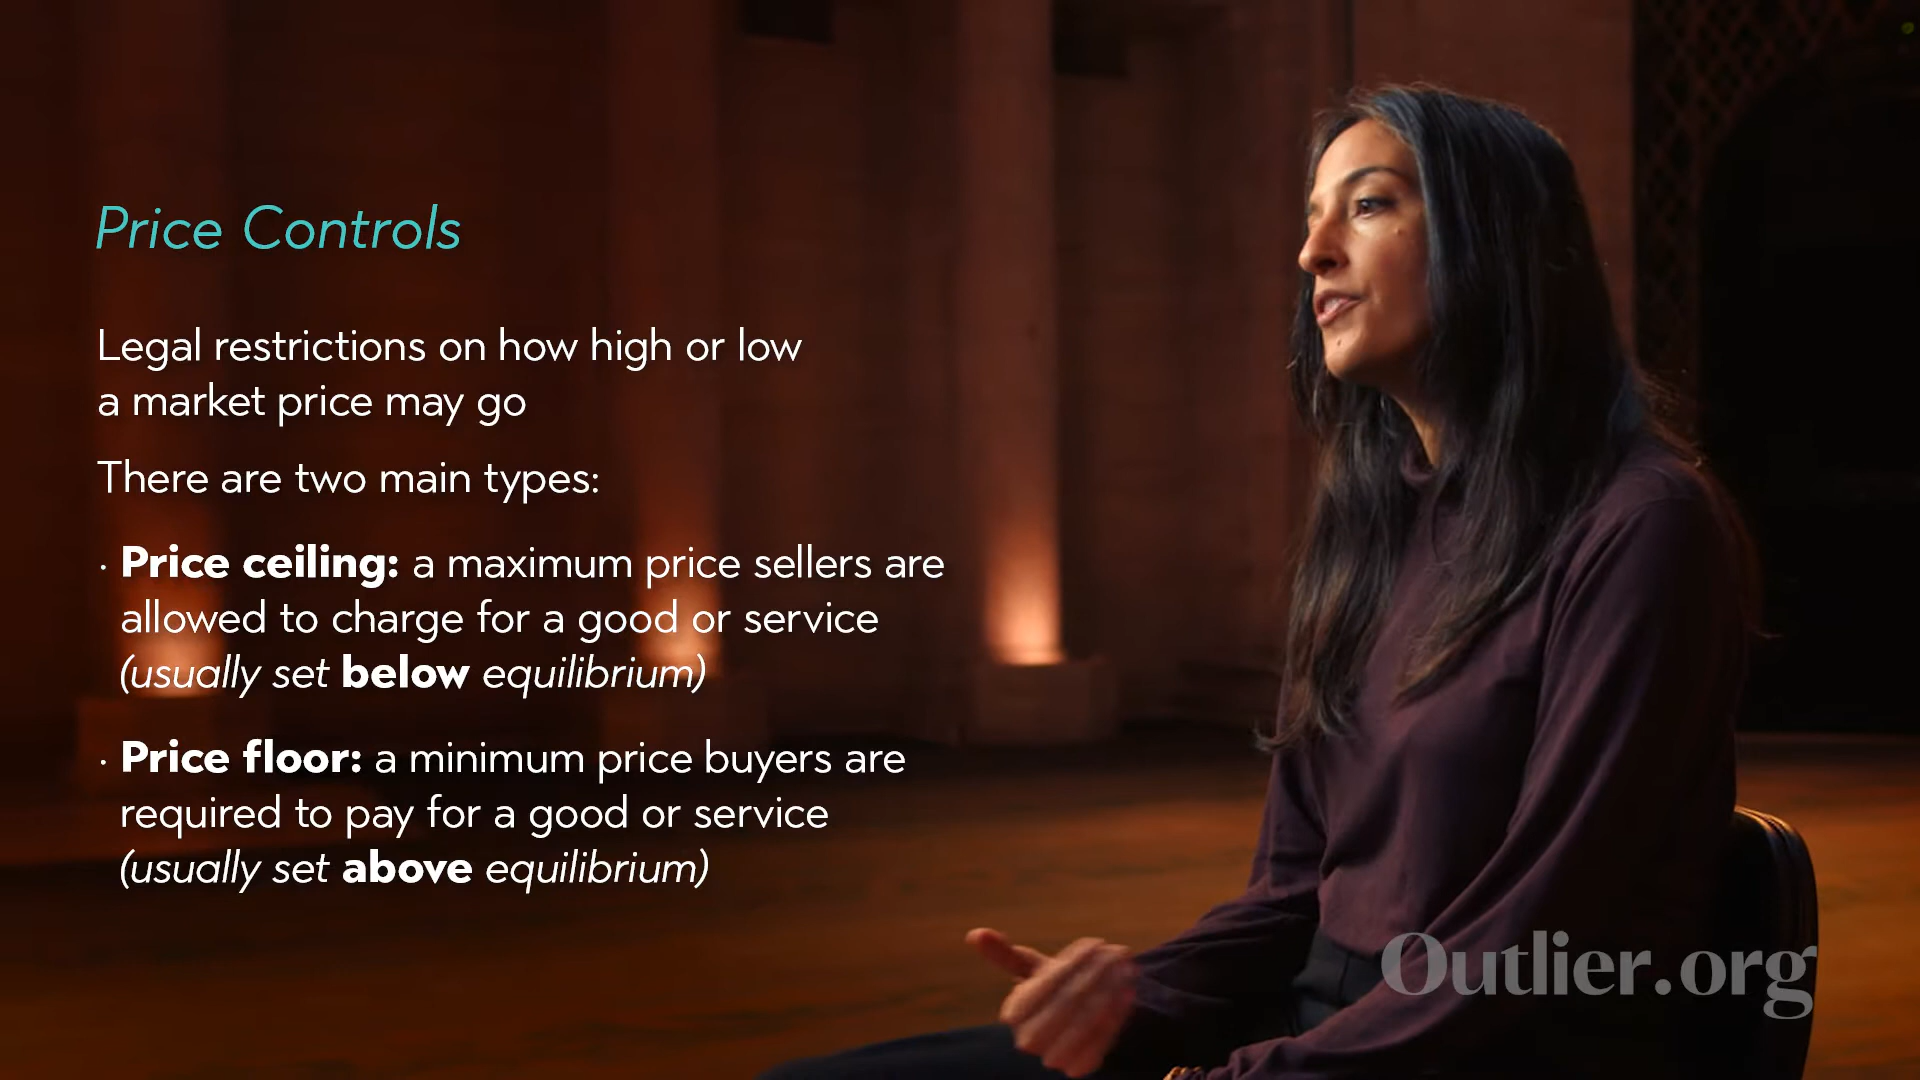 Price Controls
Legal restrictions on how high or low
a market price may go
There are two main types:
· Price ceiling: a maximum price sellers are
allowed to charge for a good or service
(usually set below equilibrium)
· Price floor: a minimum price buyers are
required to pay for a good or service
(usually set above equilibrium)
Outlier.org